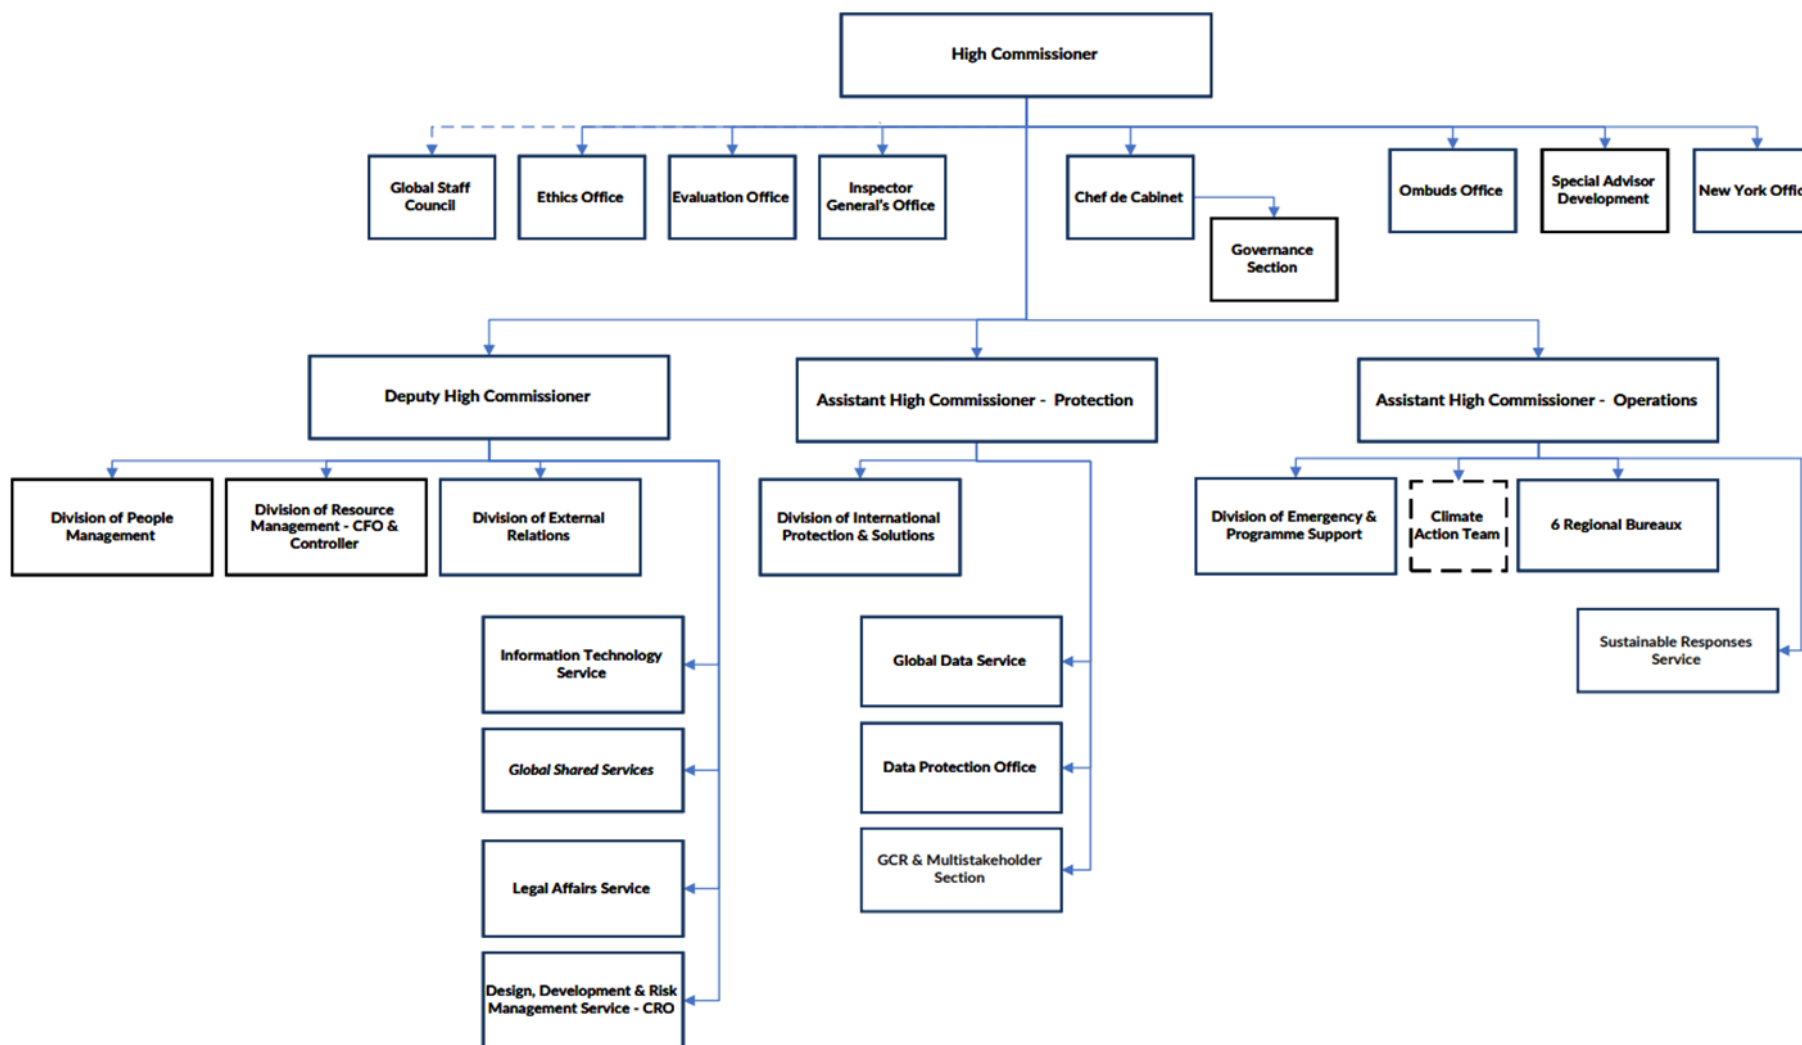 High Commissioner
Global Staff
Council
Ethics Office
Evaluation Office
Inspector
General's Office
Chef de Cabinet
Governance
Section
Ombuds Office
Special Advisor
Development
New York Offic
Deputy High Commissioner
Assistant High Commissioner - Protection
Assistant High Commissioner - Operations
Division of People
Management
Division of Resource
Management - CFO &
Controller
Division of External
Relations
Division of International
Protection & Solutions
Division of Emergency &
Programme Support
Climate
Action Team
6 Regional Bureaux
Information Technology
Service
Global Shared Services
Legal Affairs Service
Design, Development & Risk
Management Service - CRO
Global Data Service
Data Protection Office
GCR & Multistakeholder
Section
Sustainable Responses
Service